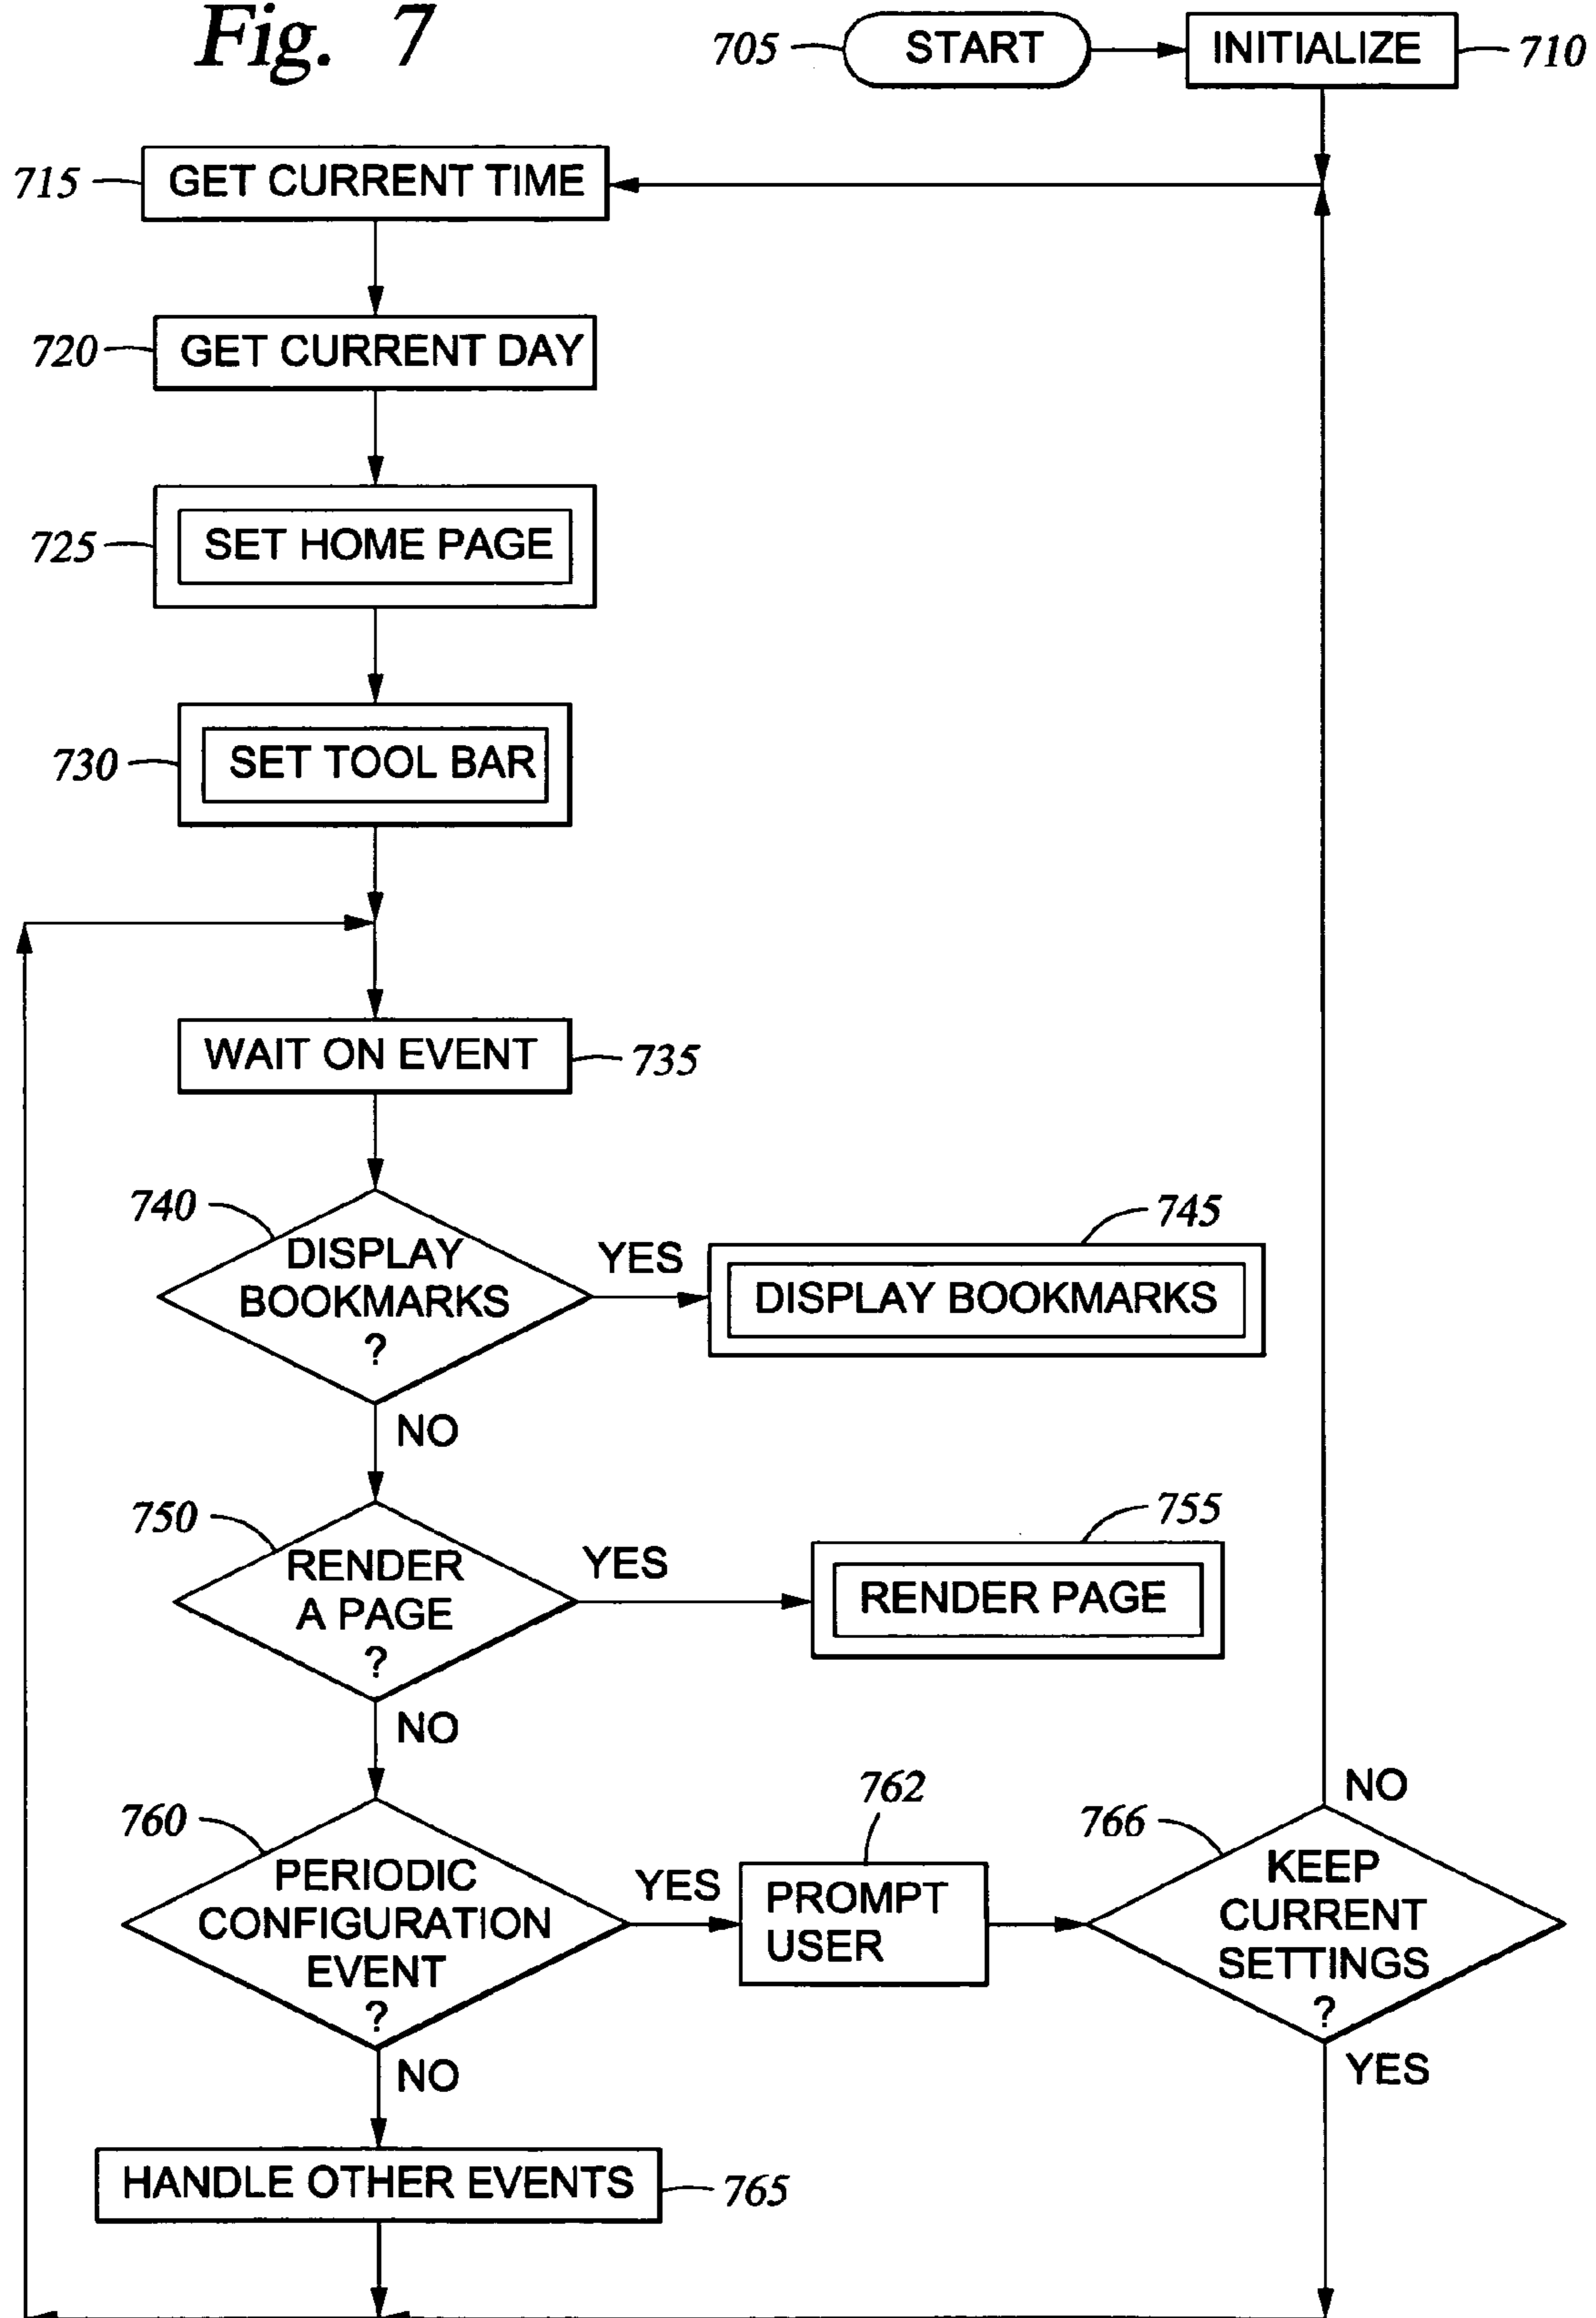 Fig. 7
705
START
INITIALIZE
710
715
GET CURRENT TIME
720
GET CURRENT DAY
725
SET HOME PAGE
730
SET TOOL BAR
WAIT ON EVENT
735
740
DISPLAY
BOOKMARKS
?
YES
745
DISPLAY BOOKMARKS
NO
750
RENDER
A PAGE
?
YES
755
RENDER PAGE
NO
760
PERIODIC
CONFIGURATION
EVENT
?
YES
762
PROMPT
USER
766
KEEP
CURRENT
SETTINGS
?
NO
YES
NO
HANDLE OTHER EVENTS
765